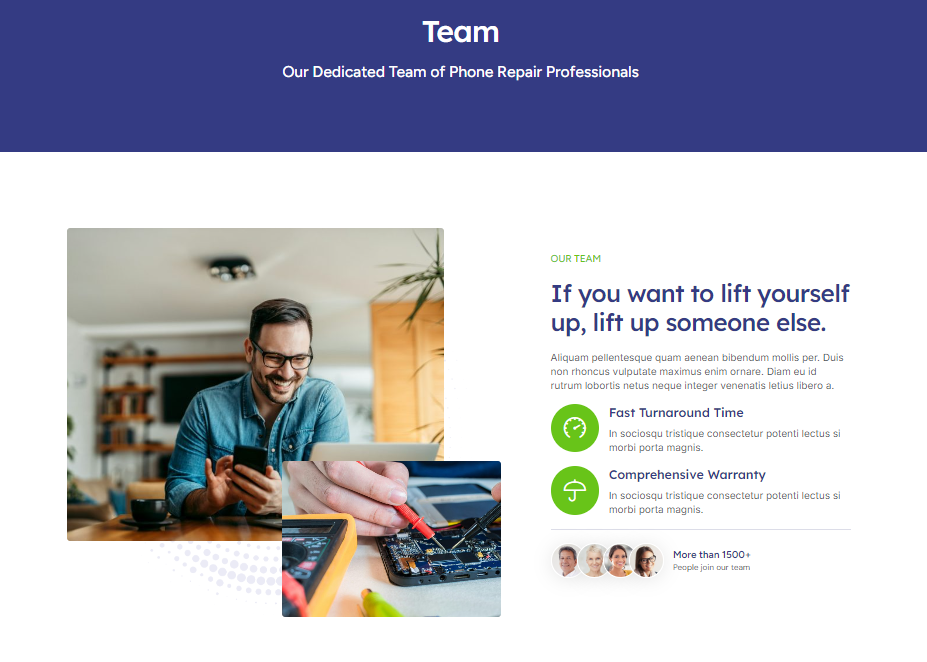 Team
Our Dedicated Team of Phone Repair Professionals
OUR TEAM
If you want to lift yourself
up, lift up someone else.
Aliquam pellentesque quam aenean bibendum mollis per. Duis
non rhoncus vulputate maximus enim ornare. Diam eu id
rutrum lobortis netus neque integer venenatis letius libero a.
Fast Turnaround Time
In sociosqu tristique consectetur potenti lectus si
morbi porta magnis.
Comprehensive Warranty
In sociosqu tristique consectetur potenti lectus si
morbi porta magnis.
More than 1500+
People join our team